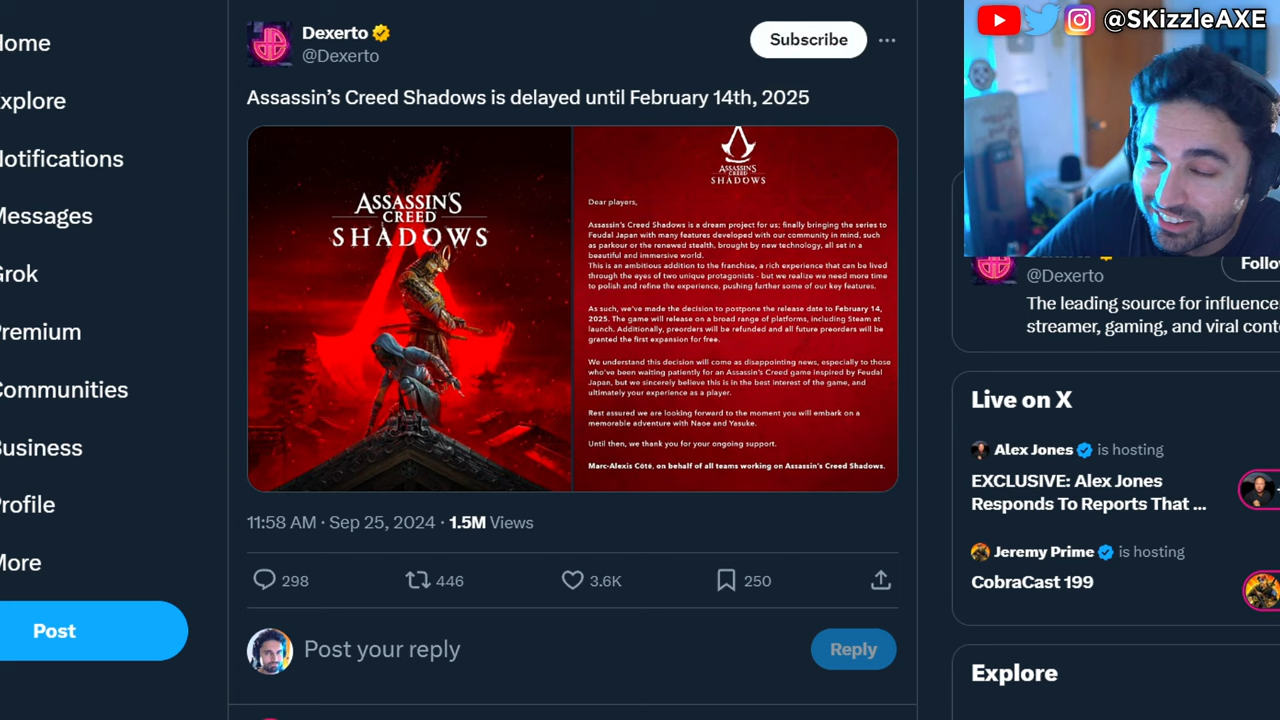 Home
Explore
Notifications
Messages
Grok
Premium
Communities
Business
Profile
More
Post
Dexerto
@Dexerto
Subscribe
Assassin’s Creed Shadows is delayed until February 14th, 2025
ASSASSIN'S
CREED
SHADOWS
ASSASSIN'S
CREED
SHADOWS
Dear players,
Assassin's Creed Shadows is a dream project for us; finally bringing the series to
Feudal Japan with many features developed with our community in mind, such
as parkour or the renewed stealth, brought by new technology, all set in a
beautiful and immersive world.
This is an ambitious addition to the franchise, a rich experience that can be lived
through the eyes of two unique protagonists - but we realize we need more time
to polish and refine the experience, pushing further some of our key features.
As such, we've made the decision to postpone the release date to February 14,
2025. The game will release on a broad range of platforms, including Steam at
launch. Additionally, preorders will be refunded and all future preorders will be
granted the first expansion for free.
We understand this decision will come as disappointing news, especially to those
who've been waiting patiently for an Assassin's Creed game inspired by Feudal
Japan, but we sincerely believe this is in the best interest of the game, and
ultimately your experience as a player.
Rest assured we are looking forward to the moment you will embark on a
memorable adventure with Naoe and Yasuke.
Until then, we thank you for your ongoing support.
Marc-Alexis Côté, on behalf of all teams working on Assassin's Creed Shadows.
11:58 AM · Sep 25, 2024 · 1.5M Views
298
446
3.6K
250
Post your reply
Reply
@SKizzleAXE
@Dexerto
Follo
The leading source for influence
streamer, gaming, and viral cont
Live on X
Alex Jones is hosting
EXCLUSIVE: Alex Jones
Responds To Reports That ...
Jeremy Prime is hosting
CobraCast 199
Explore